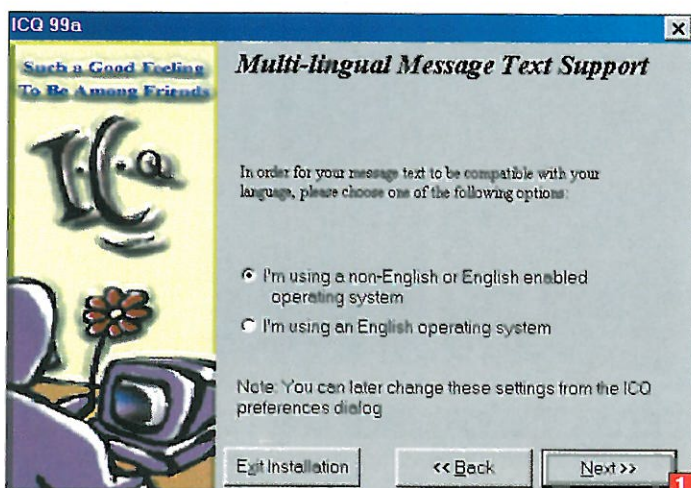 ICQ 99a
Such a Good Feeling
To Be Among Friends
ICQ
Multi-lingual Message Text Support
In order for your message text to be compatible with your
language, please choose one of the following options:
I'm using a non-English or English enabled
operating system
I'm using an English operating system
Note: You can later change these settings from the ICQ
preferences dialog
Exit Installation
<< Back
Next >>
1